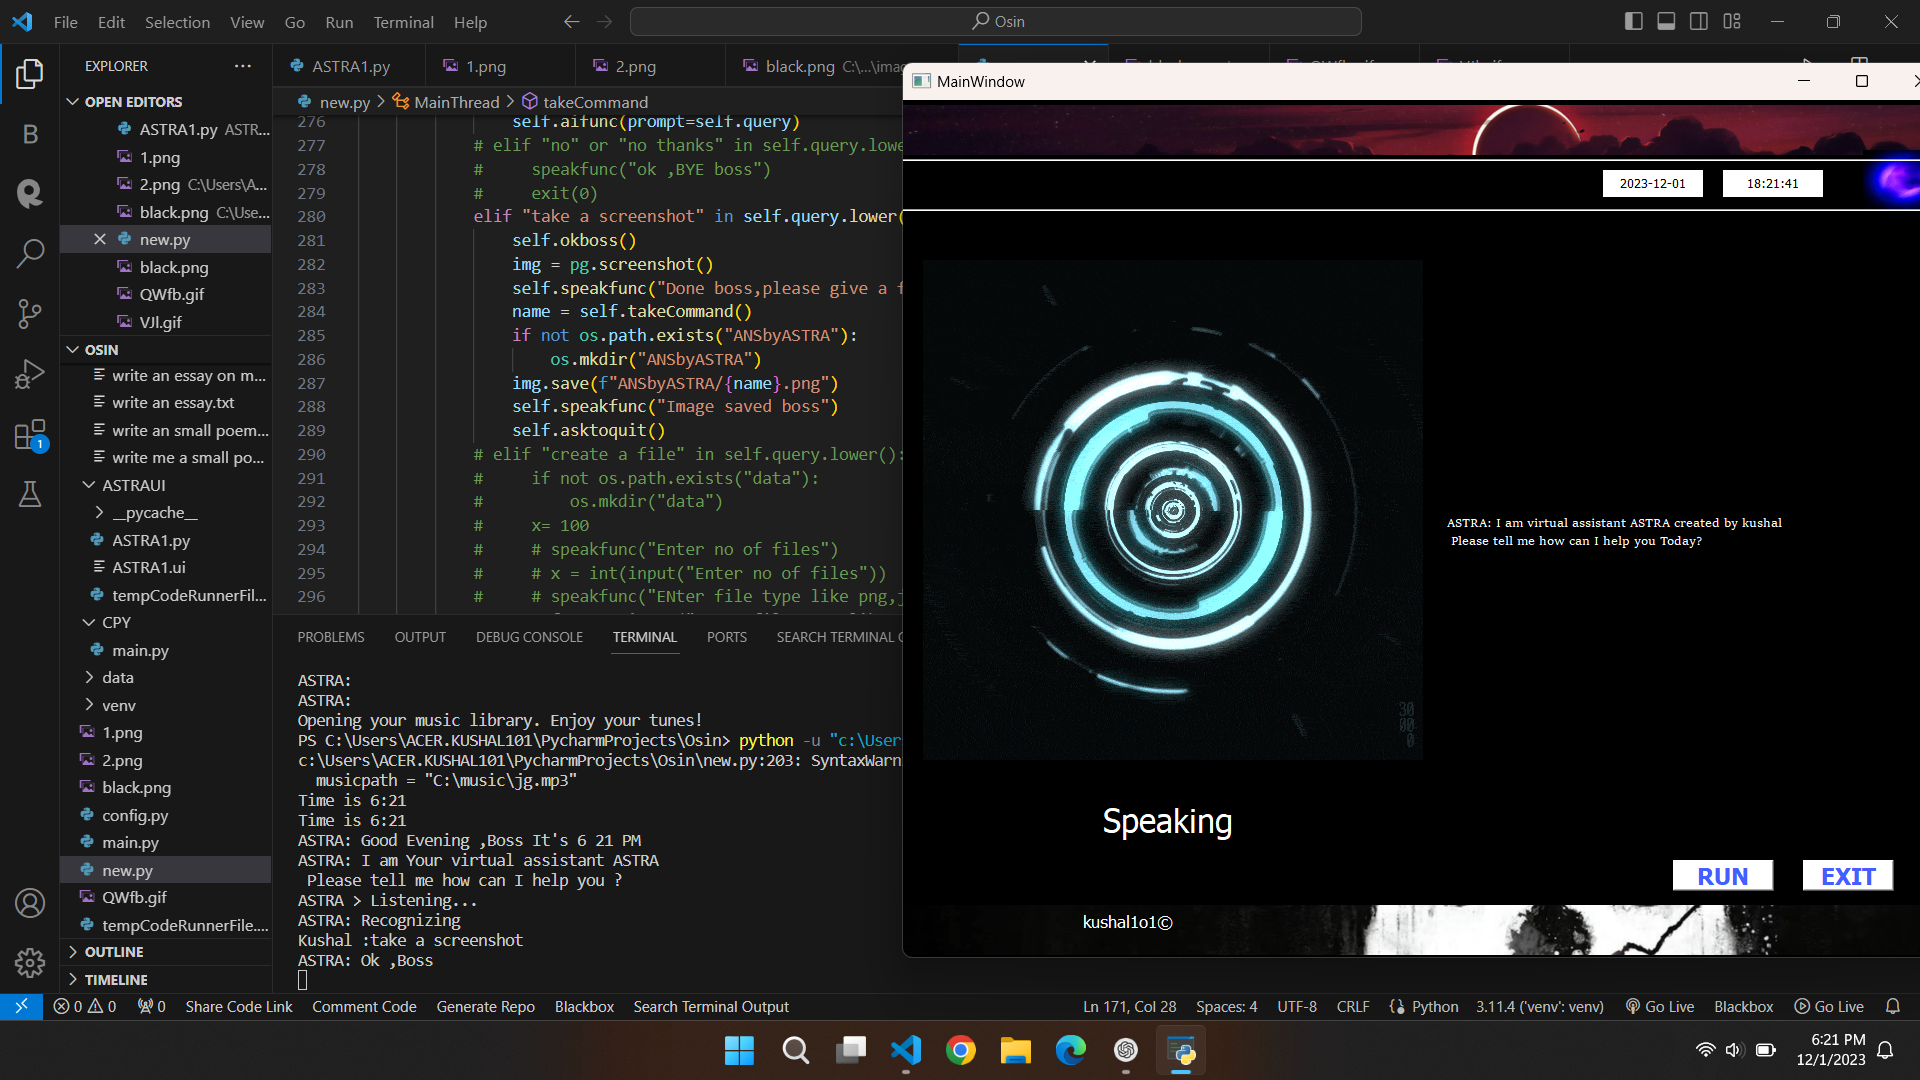 File Edit Selection View Go Run Terminal Help
Osin
EXPLORER
OPEN EDITORS
ASTRA1.py ASTR...
1.png
2.png C:\Users\A...
black.png C:\Use...
new.py
black.png
QWfb.gif
VJl.gif
OSIN
write an essay on m...
write an essay.txt
write an small poem...
write me a small po...
ASTRAUI
__pycache__
ASTRA1.py
ASTRA1.ui
tempCodeRunnerFil...
CPY
main.py
data
venv
1.png
2.png
black.png
config.py
main.py
new.py
QWfb.gif
tempCodeRunnerFile....
OUTLINE
TIMELINE
ASTRA1.py 1.png 2.png black.png C:\...\imag
new.py > MainThread > takeCommand
276 self.aifunc(prompt=self.query)
277 # elif "no" or "no thanks" in self.query.lowe
278 # speakfunc("ok ,BYE boss")
279 # exit(0)
280 elif "take a screenshot" in self.query.lower(
281 self.okboss()
282 img = pg.screenshot()
283 self.speakfunc("Done boss,please give a f
284 name = self.takeCommand()
285 if not os.path.exists("ANSbyASTRA"):
286 os.mkdir("ANSbyASTRA")
287 img.save(f"ANSbyASTRA/{name}.png")
288 self.speakfunc("Image saved boss")
289 self.asktoquit()
290 # elif "create a file" in self.query.lower():
291 # if not os.path.exists("data"):
292 # os.mkdir("data")
293 # x= 100
294 # # speakfunc("Enter no of files")
295 # # x = int(input("Enter no of files"))
296 # # speakfunc("ENter file type like png,j
PROBLEMS OUTPUT DEBUG CONSOLE TERMINAL PORTS SEARCH TERMINAL O
ASTRA:
ASTRA:
Opening your music library. Enjoy your tunes!
PS C:\Users\ACER.KUSHAL101\PycharmProjects\Osin> python -u "c:\User
c:\Users\ACER.KUSHAL101\PycharmProjects\Osin\new.py:203: SyntaxWarn
musicpath = "C:\music\jg.mp3"
Time is 6:21
Time is 6:21
ASTRA: Good Evening ,Boss It's 6 21 PM
ASTRA: I am Your virtual assistant ASTRA
Please tell me how can I help you ?
ASTRA > Listening...
ASTRA: Recognizing
Kushal :take a screenshot
ASTRA: Ok ,Boss
MainWindow
2023-12-01 18:21:41
ASTRA: I am virtual assistant ASTRA created by kushal
Please tell me how can I help you Today?
30
00
0
Speaking
RUN EXIT
kushal1o1©
0 0 0 Share Code Link Comment Code Generate Repo Blackbox Search Terminal Output
Ln 171, Col 28 Spaces: 4 UTF-8 CRLF Python 3.11.4 ('venv': venv) Go Live Blackbox Go Live
6:21 PM
12/1/2023